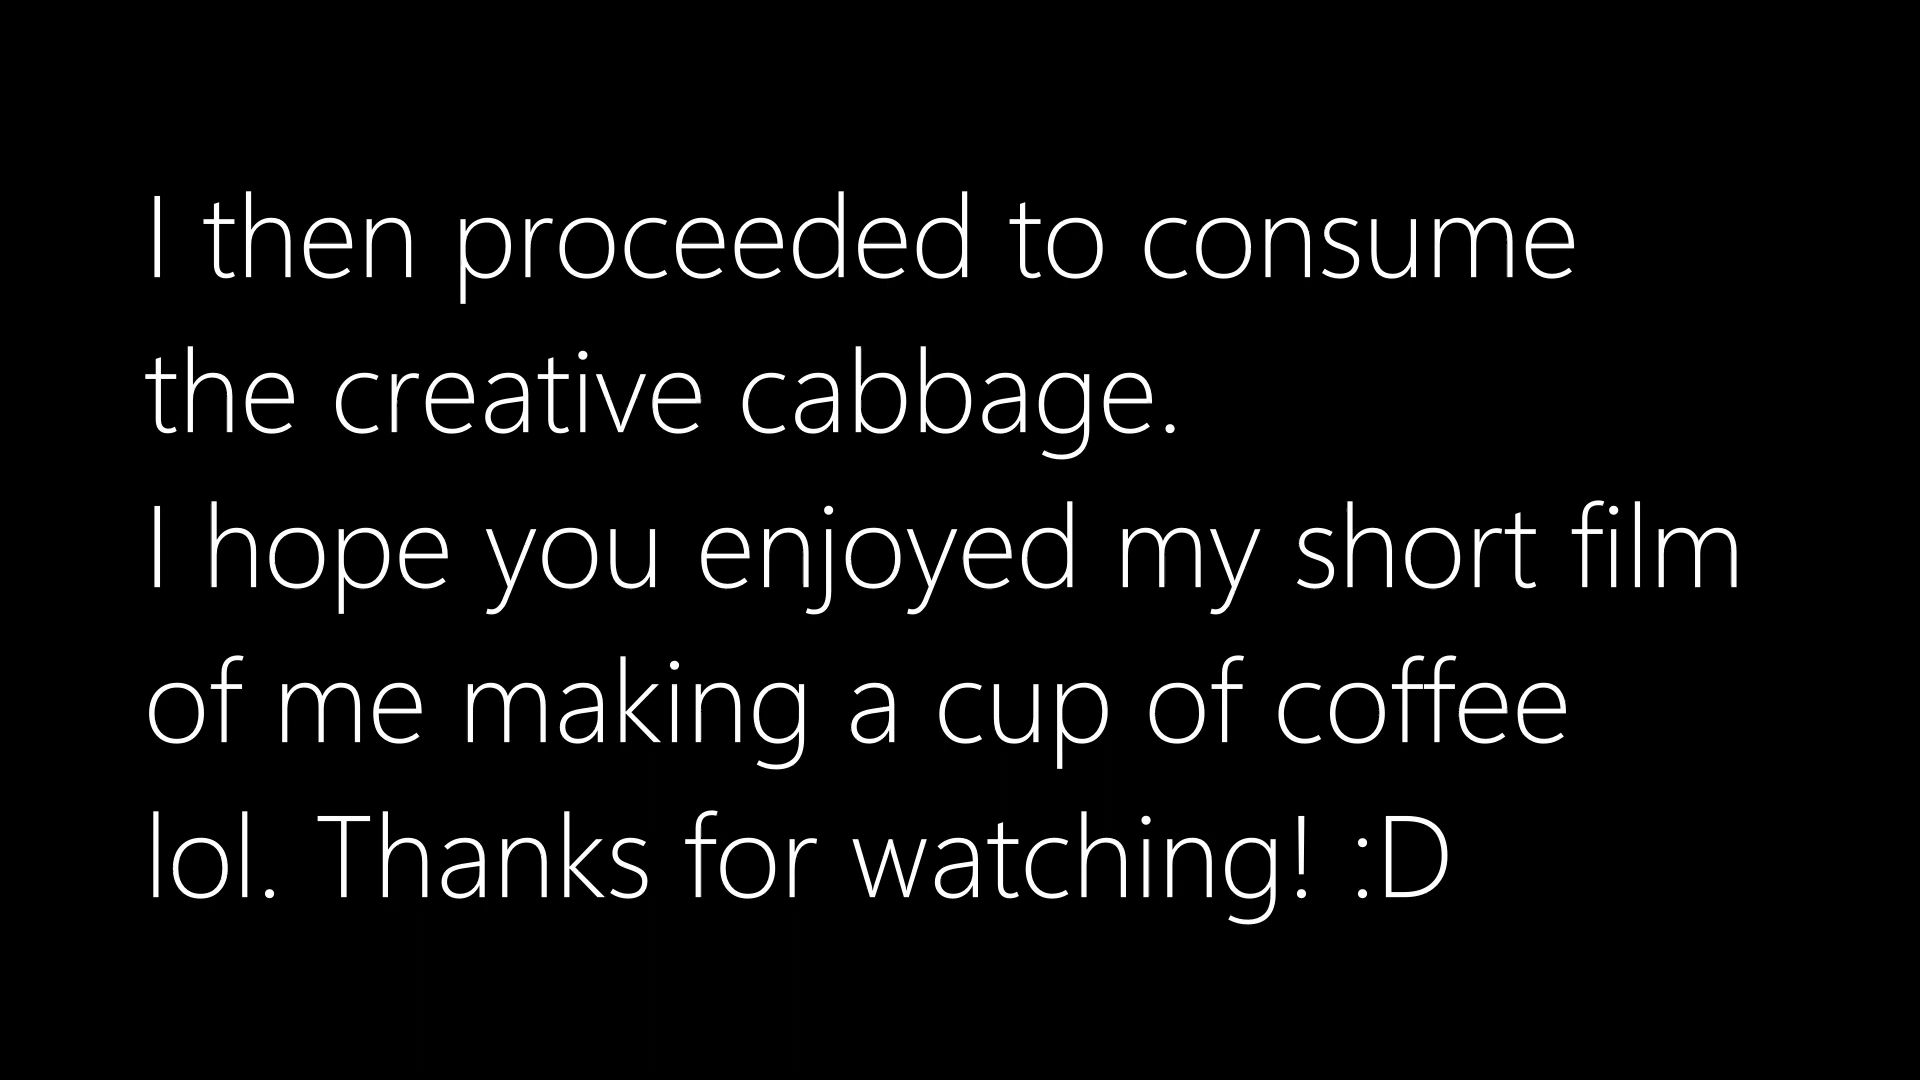 I then proceeded to consume
the creative cabbage.
I hope you enjoyed my short film
of me making a cup of coffee
lol. Thanks for watching! :D